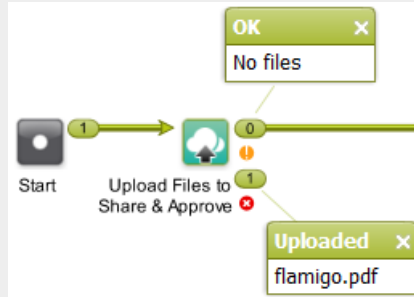 OK ×
No files
1
0
Start
Upload Files to
Share & Approve
1
Uploaded ×
flamigo.pdf